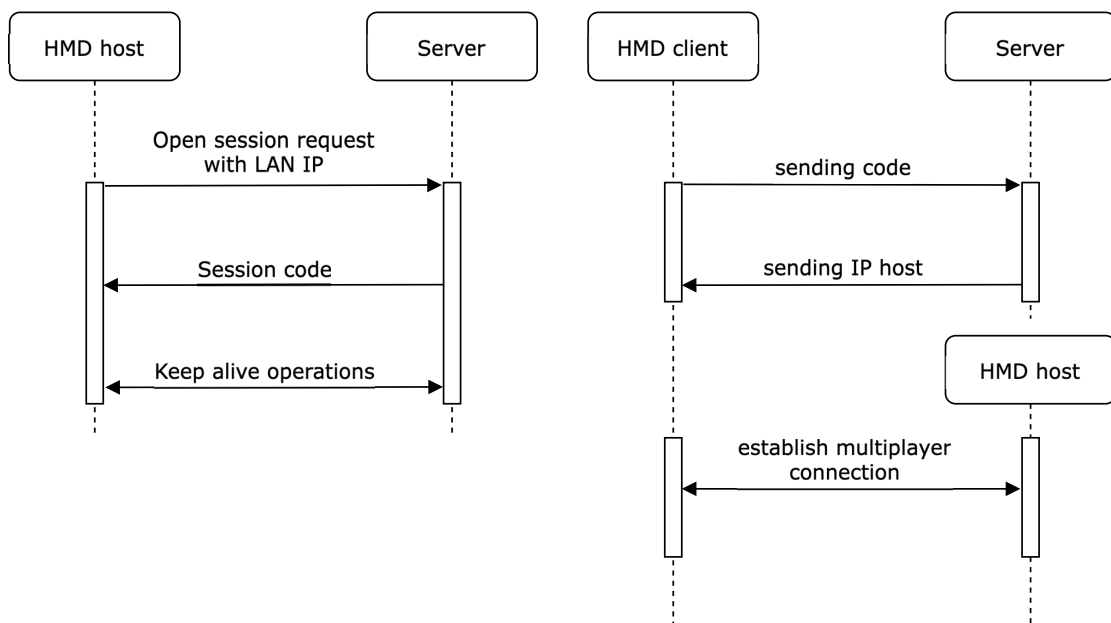 HMD host
Server
Open session request
with LAN IP
Session code
Keep alive operations
HMD client
Server
sending code
sending IP host
HMD host
establish multiplayer
connection